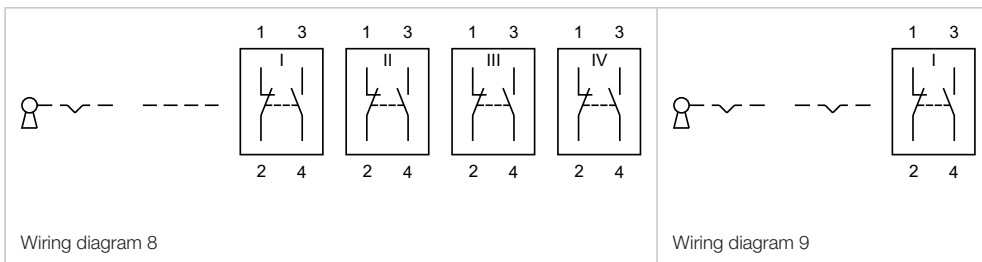 1 3 1 3 1 3 1 3 1 3
I II III IV I
2 4 2 4 2 4 2 4 2 4
Wiring diagram 8 Wiring diagram 9